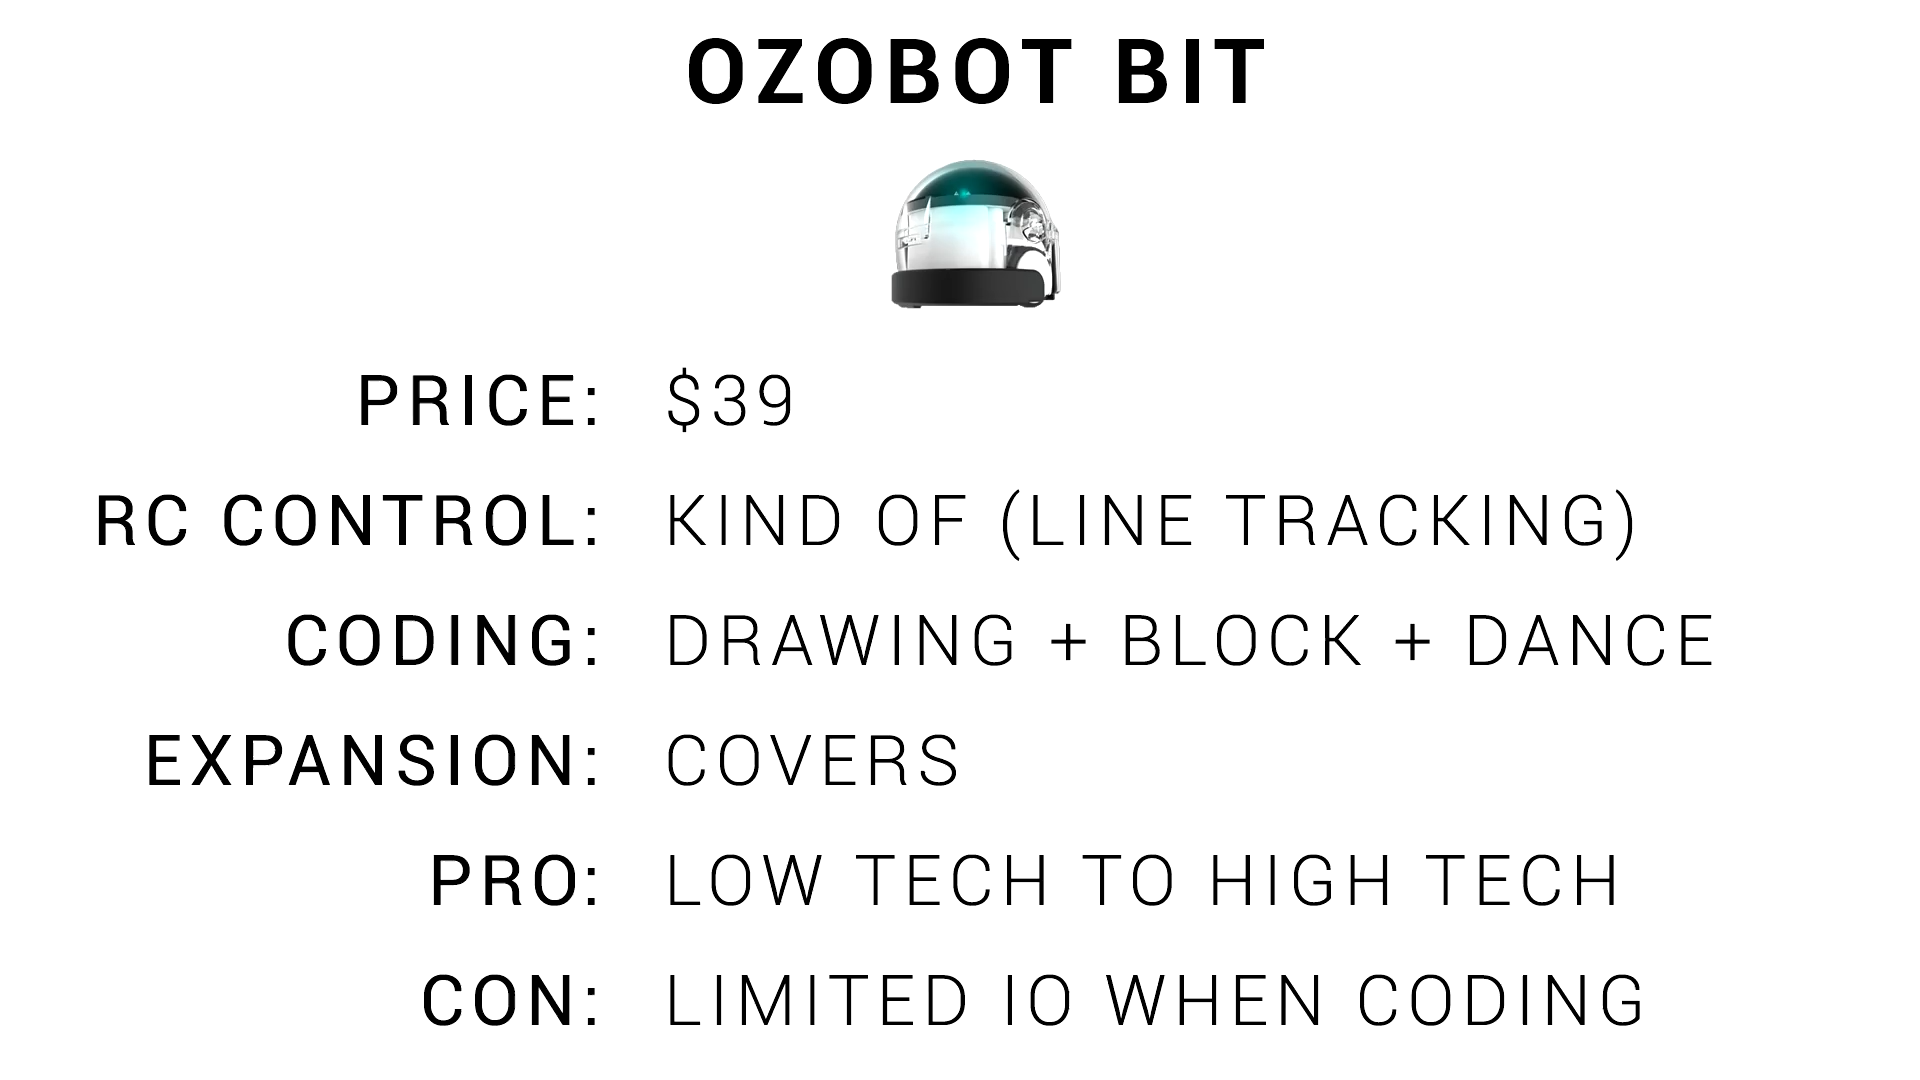 OZOBOT BIT
PRICE: $39
RC CONTROL: KIND OF (LINE TRACKING)
CODING: DRAWING + BLOCK + DANCE
EXPANSION: COVERS
PRO: LOW TECH TO HIGH TECH
CON: LIMITED IO WHEN CODING